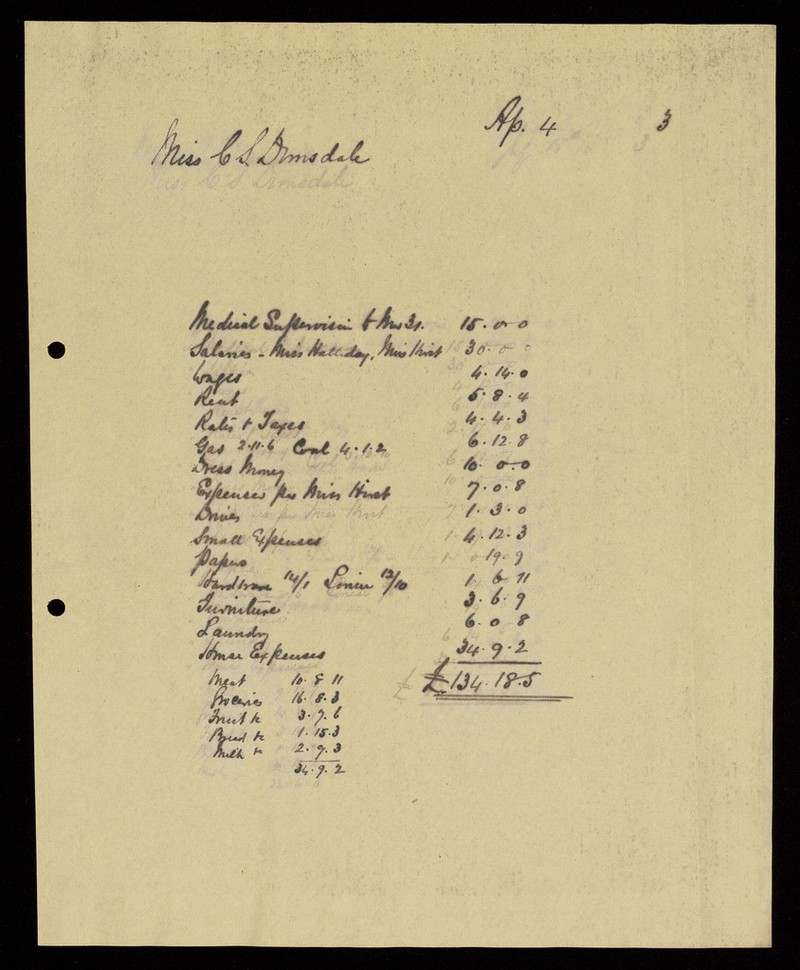 Ap. 4 3
Miss C S. Dimsdale
Medical Supervision to Mar 31. 15. 0-0
Salaries - Miss Halliday, Miss Hirst 30. 0 0
Wages 4. 14. 0
Rent 5. 8. 4
Rates & Taxes 4. 4. 3
Gas 2.11.6 Coal 4.1.2 6. 12 8
Dress Money 10. 0.0
Expenses per Miss Hirst 7. 0. 8
Drives 1. 3. 0
Small Expenses 4. 12. 3
Papers 19. 9
Hardware 14/1 Linen 12/10 1. 6 11
Furniture 3. 6. 9
Laundry 6. 0 8
House Expenses 34. 9. 2
£134. 18.5
Meat 10. 8 11
Groceries 16. 8. 3
Fruit &c 3. 7. 6
Bread &c 1. 15.3
Milk &c 2. 9. 3
34. 9. 2